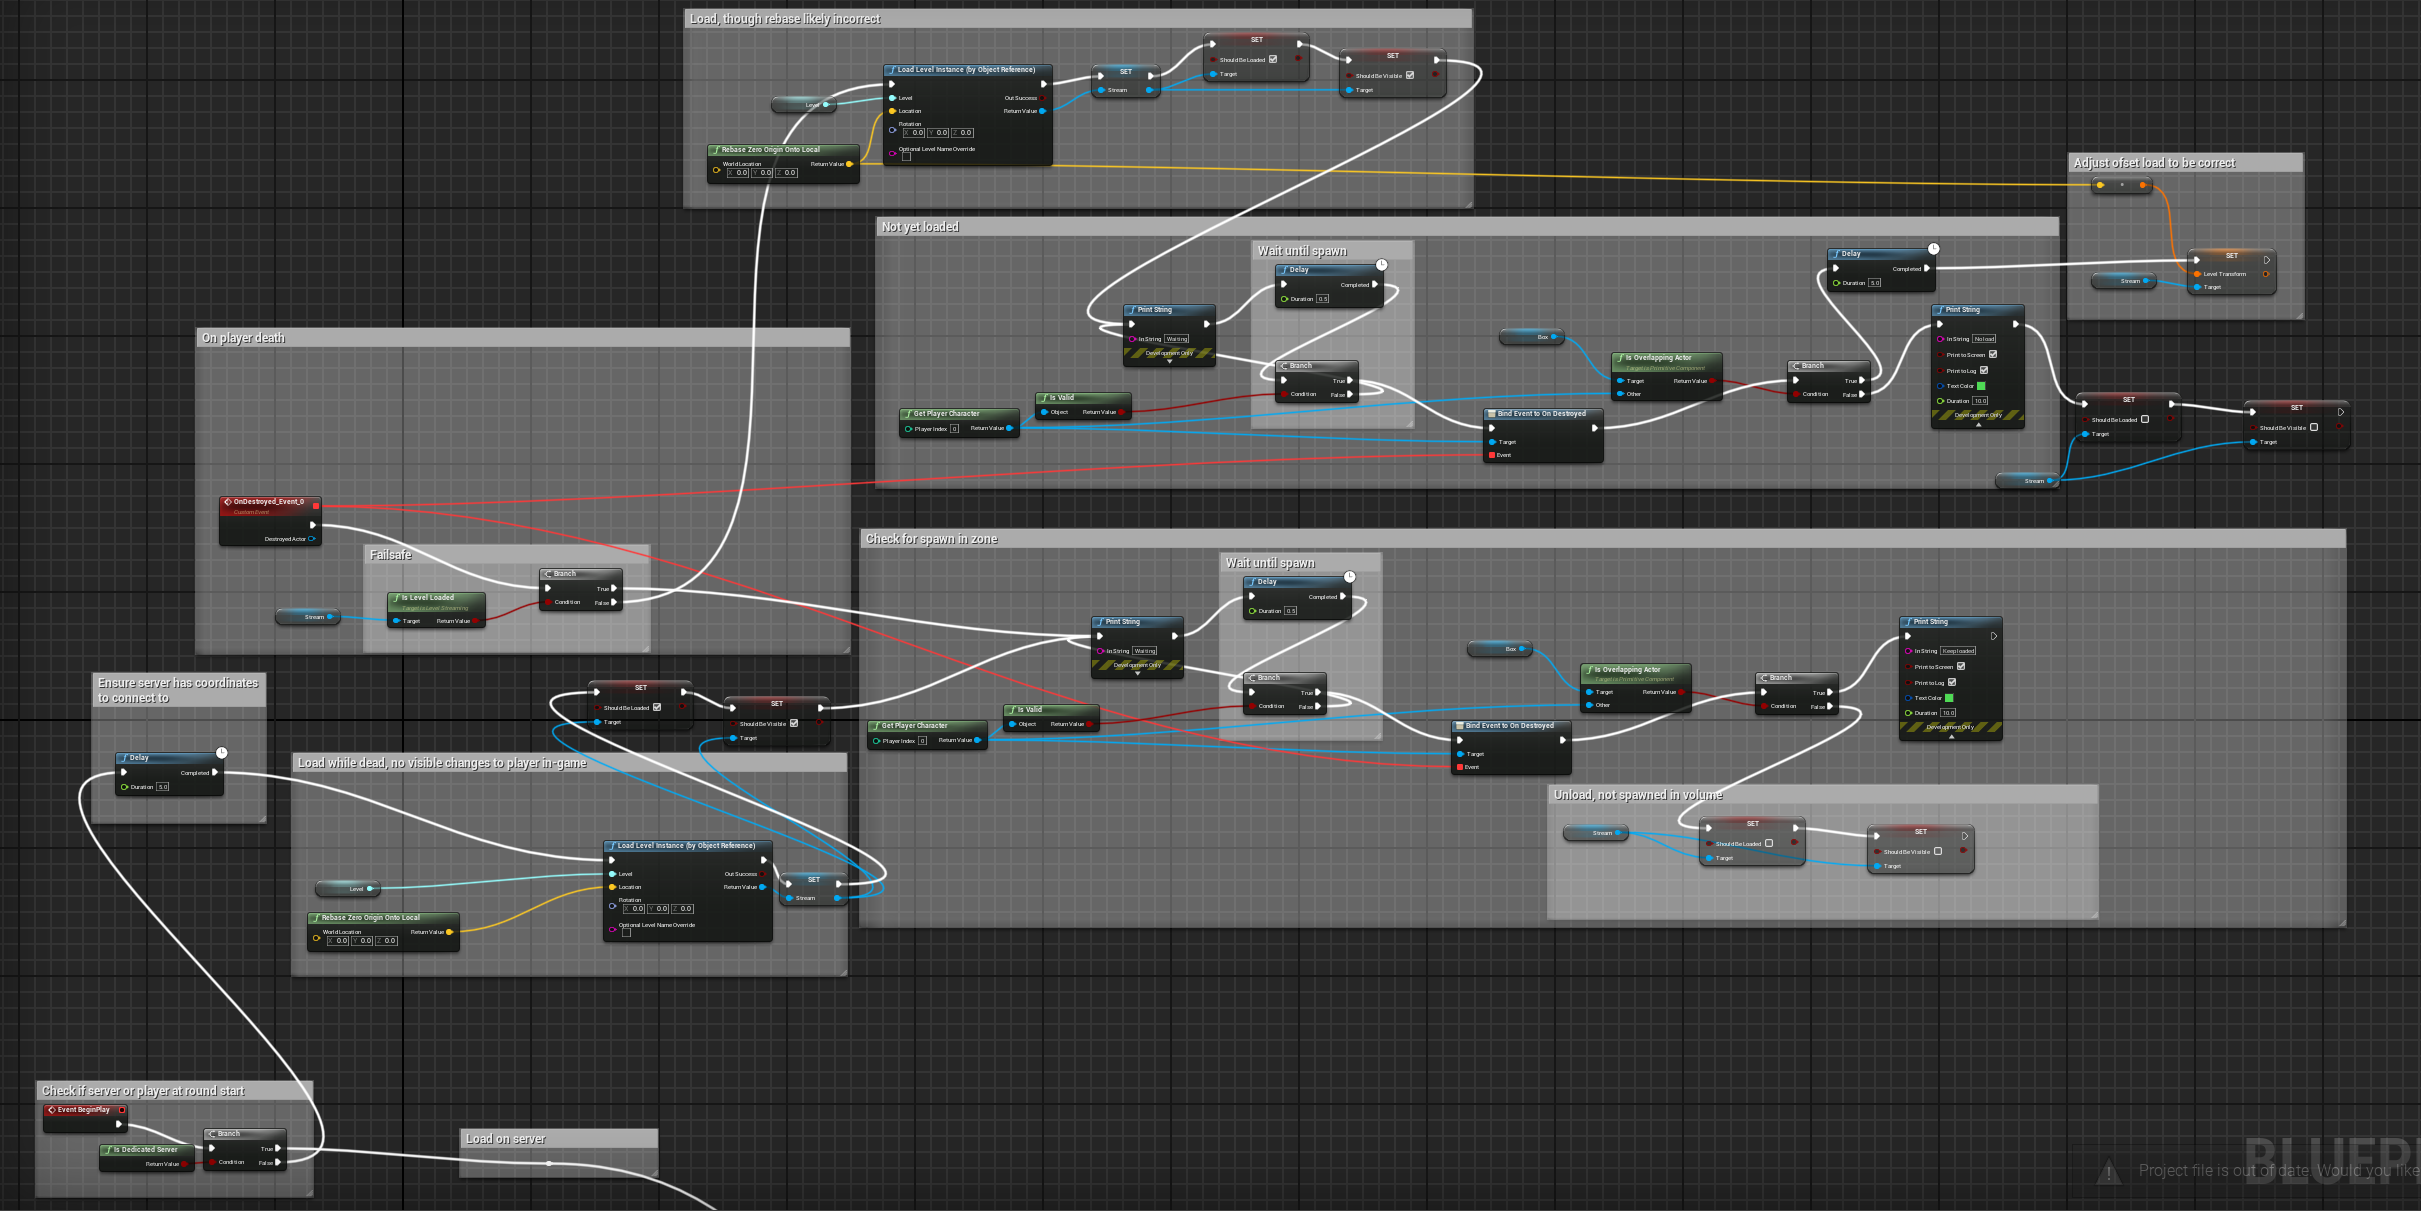 Load, though rebase likely incorrect
Load Level Instance (by Object Reference)
Level
Location
Rotation
X 0.0 Y 0.0 Z 0.0
Optional Level Name Override
Out Success
Return Value
Level
Rebase Zero Origin Onto Local
World Location
X 0.0 Y 0.0 Z 0.0
Return Value
SET
Stream
SET
Should Be Loaded
Target
SET
Should Be Visible
Target
Adjust ofset load to be correct
SET
Level Transform
Target
Stream
Not yet loaded
Wait until spawn
Delay
Completed
Duration 0.5
Print String
In String Waiting
Development Only
Branch
True
Condition False
Is Valid
Object Return Value
Get Player Character
Player Index 0 Return Value
Bind Event to On Destroyed
Target
Event
Box
Is Overlapping Actor
Target is Primitive Component
Target Return Value
Other
Branch
True
Condition False
Delay
Completed
Duration 5.0
Print String
In String No load
Print to Screen
Print to Log
Text Color
Duration 10.0
Development Only
SET
Should Be Loaded
Target
SET
Should Be Visible
Target
Stream
On player death
OnDestroyed_Event_0
Custom Event
Destroyed Actor
Failsafe
Branch
True
Condition False
Is Level Loaded
Target is Level Streaming
Target Return Value
Stream
Check for spawn in zone
Wait until spawn
Delay
Completed
Duration 0.5
Print String
In String Waiting
Development Only
Branch
True
Condition False
Is Valid
Object Return Value
Get Player Character
Player Index 0 Return Value
Bind Event to On Destroyed
Target
Event
Box
Is Overlapping Actor
Target is Primitive Component
Target Return Value
Other
Branch
True
Condition False
Print String
In String Keep loaded
Print to Screen
Print to Log
Text Color
Duration 10.0
Development Only
Unload, not spawned in volume
Stream
SET
Should Be Loaded
Target
SET
Should Be Visible
Target
Ensure server has coordinates
to connect to
Delay
Completed
Duration 5.0
SET
Should Be Loaded
Target
SET
Should Be Visible
Target
Load while dead, no visible changes to player in-game
Load Level Instance (by Object Reference)
Level
Location
Rotation
X 0.0 Y 0.0 Z 0.0
Optional Level Name Override
Out Success
Return Value
Level
Rebase Zero Origin Onto Local
World Location
X 0.0 Y 0.0 Z 0.0
Return Value
SET
Stream
Check if server or player at round start
Event BeginPlay
Is Dedicated Server
Return Value
Branch
True
Condition False
Load on server
BLUEP
Project file is out of date. Would you like